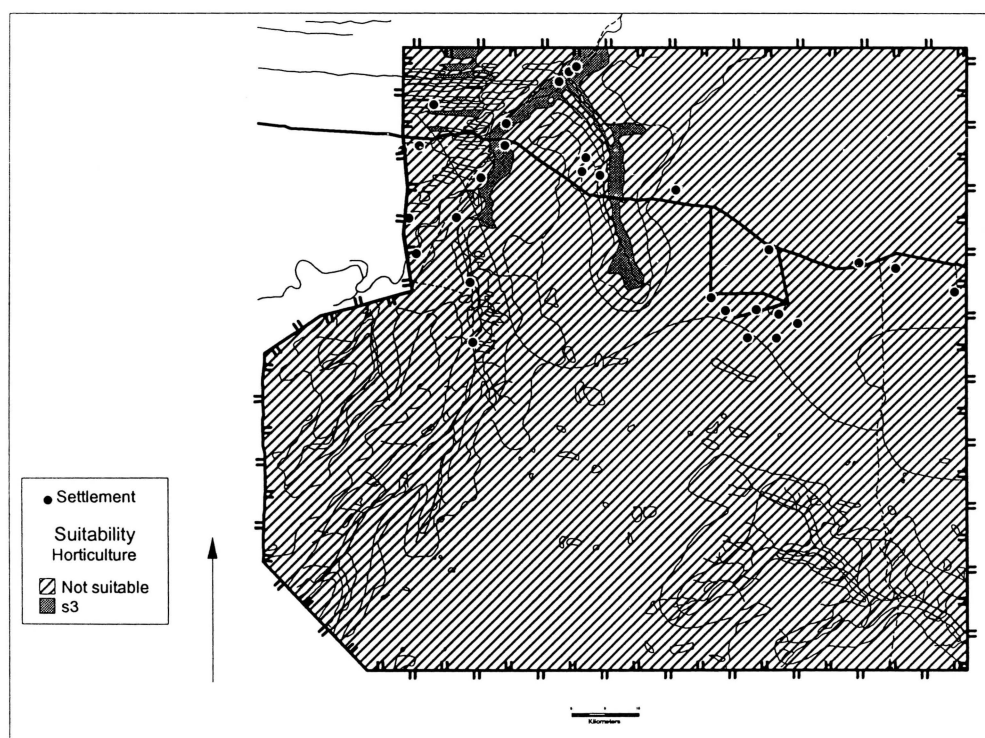 Settlement
Suitability
Horticulture
Not suitable
s3
Kilometers